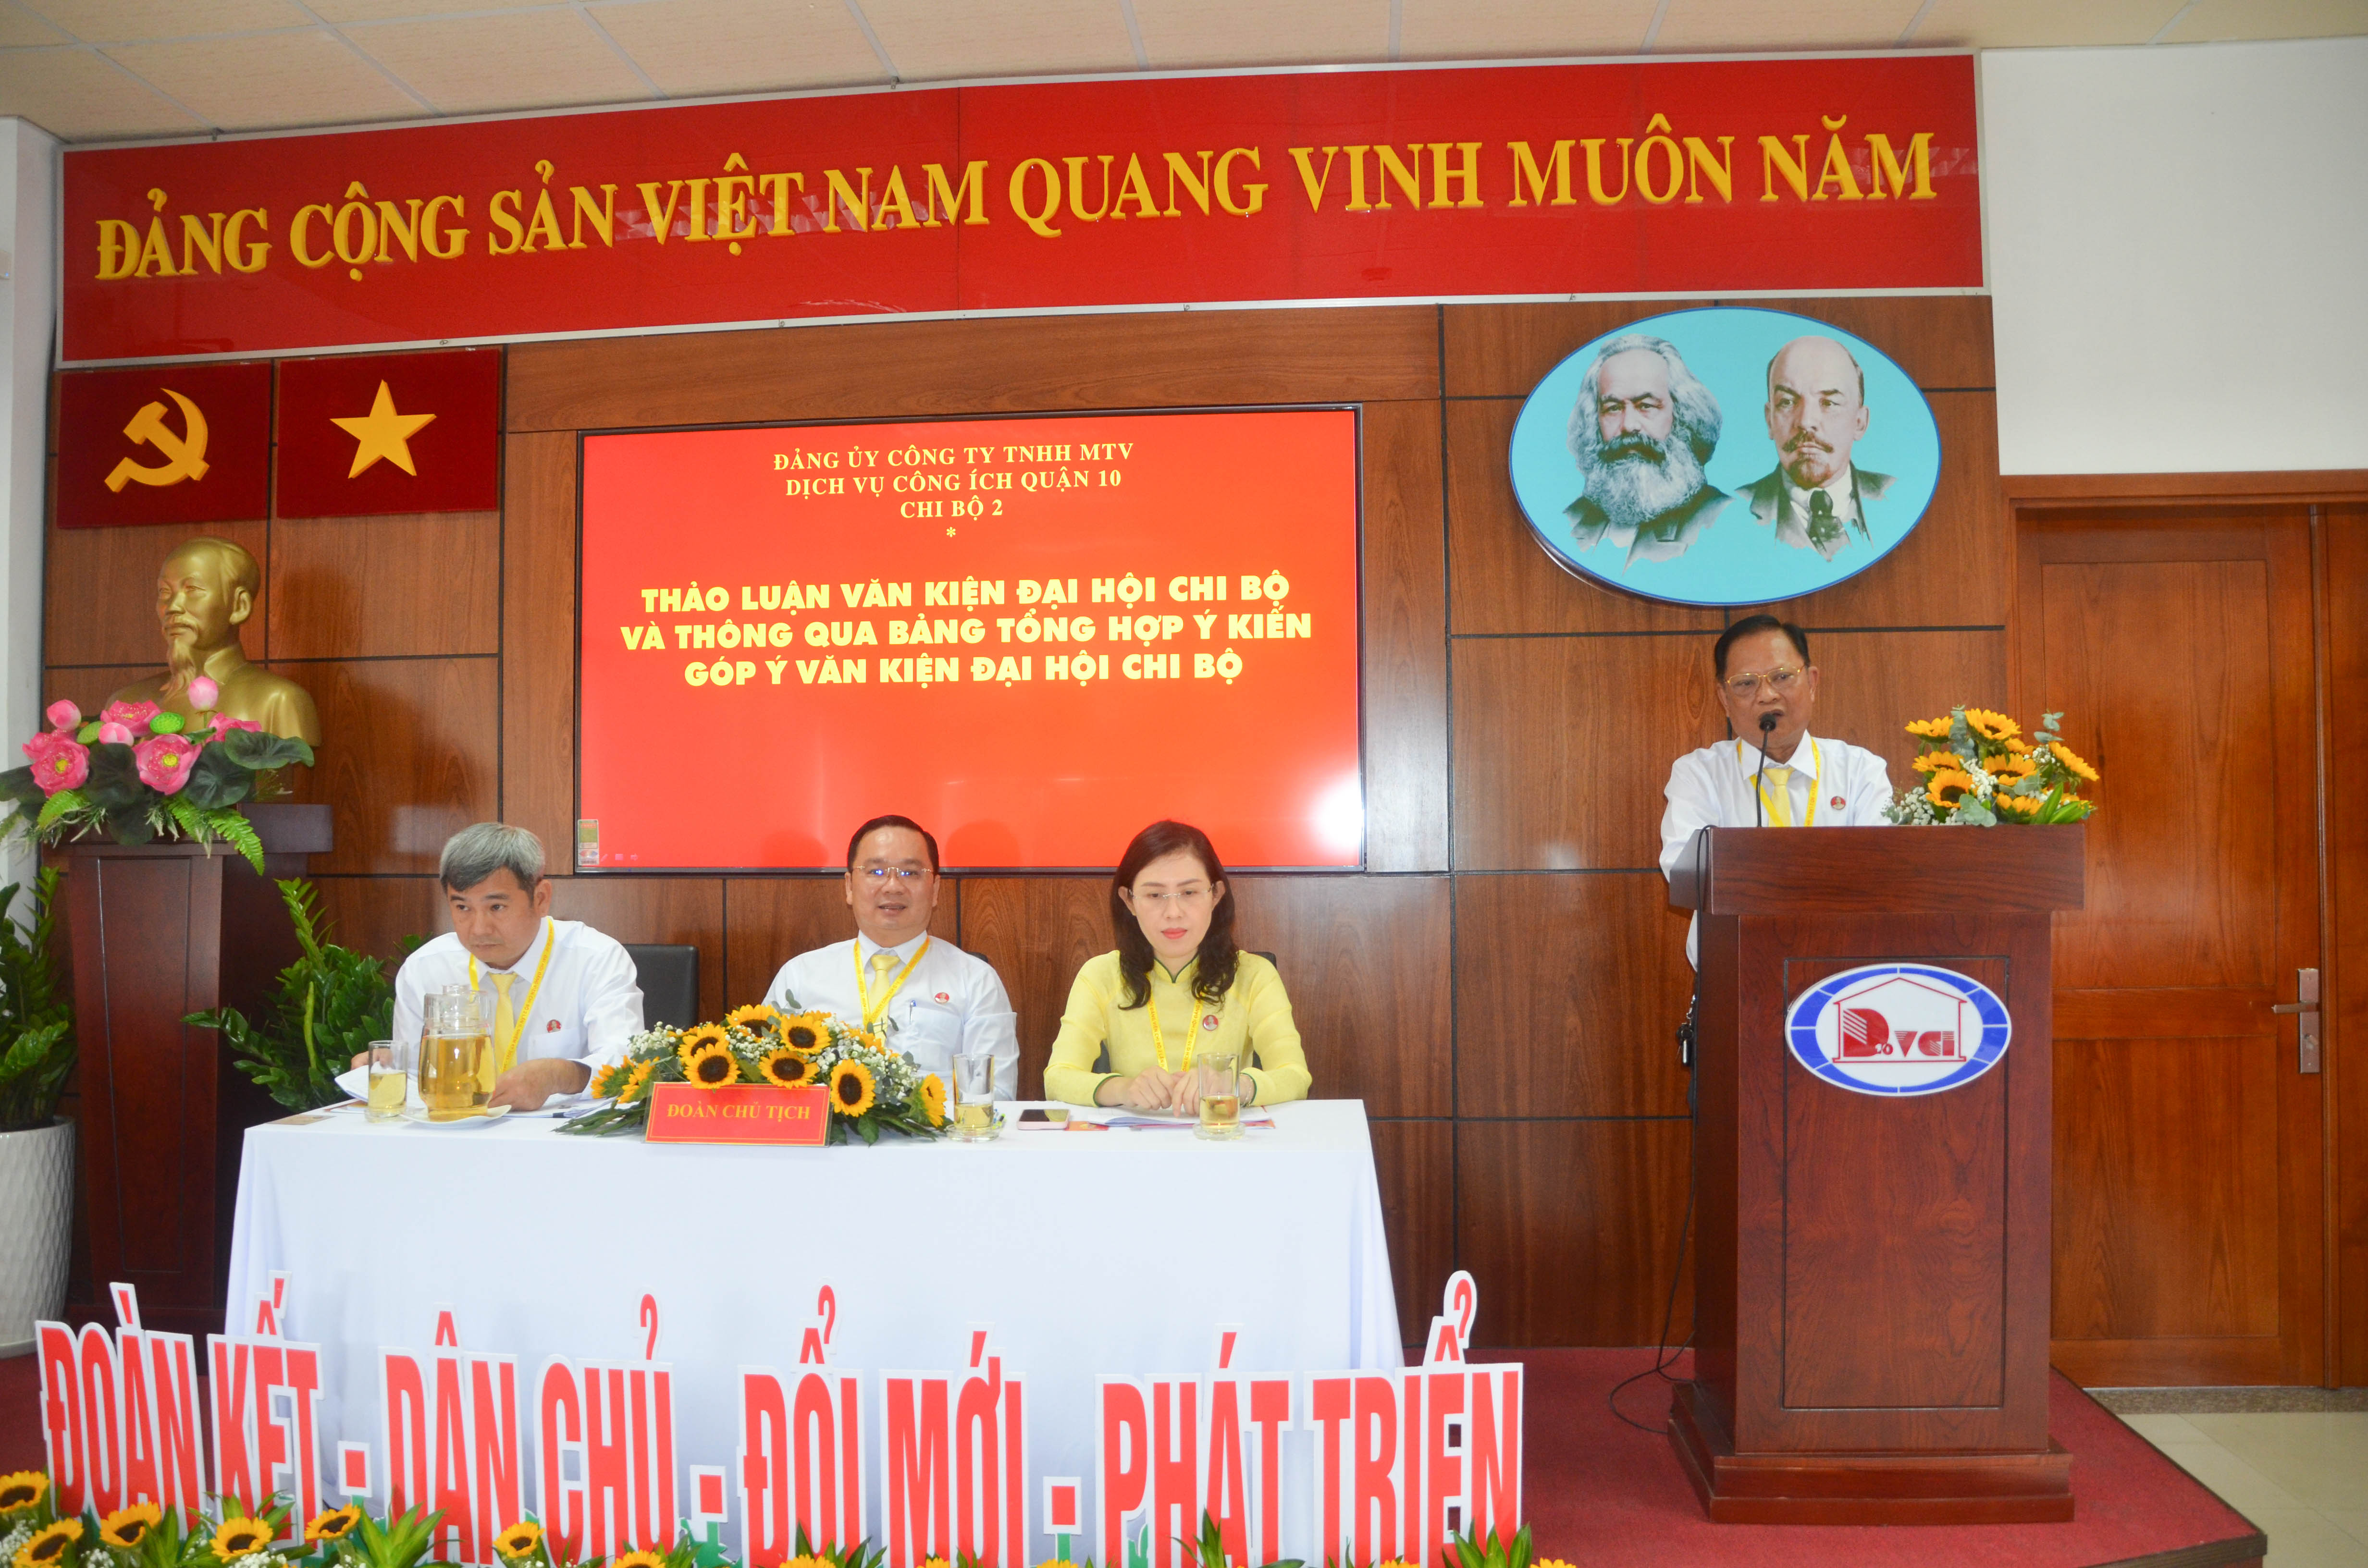 ĐẢNG CỘNG SẢN VIỆT NAM QUANG VINH MUÔN NĂM
ĐẢNG ỦY CÔNG TY TNHH MTV
DỊCH VỤ CÔNG ÍCH QUẬN 10
CHI BỘ 2
*
THẢO LUẬN VĂN KIỆN ĐẠI HỘI CHI BỘ
VÀ THÔNG QUA BẢNG TỔNG HỢP Ý KIẾN
GÓP Ý VĂN KIỆN ĐẠI HỘI CHI BỘ
ĐOÀN CHỦ TỊCH
ĐOÀN KẾT - DÂN CHỦ - ĐỔI MỚI - PHÁT TRIỂN